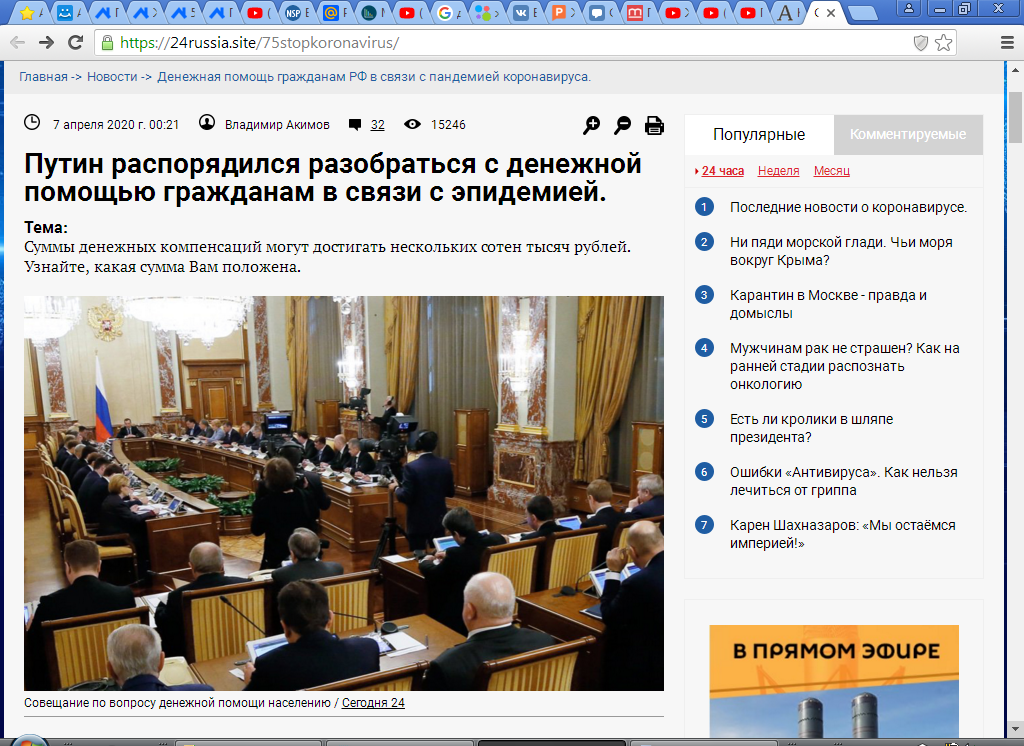 https://24russia.site/75stopkoronavirus/
Главная -> Новости -> Денежная помощь гражданам РФ в связи с пандемией коронавируса.
7 апреля 2020 г. 00:21 Владимир Акимов 32 15246
Путин распорядился разобраться с денежной
помощью гражданам в связи с эпидемией.
Тема:
Суммы денежных компенсаций могут достигать нескольких сотен тысяч рублей.
Узнайте, какая сумма Вам положена.
Совещание по вопросу денежной помощи населению / Сегодня 24
Популярные Комментируемые
24 часа Неделя Месяц
1 Последние новости о коронавирусе.
2 Ни пяди морской глади. Чьи моря
вокруг Крыма?
3 Карантин в Москве - правда и
домыслы
4 Мужчинам рак не страшен? Как на
ранней стадии распознать
онкологию
5 Есть ли кролики в шляпе
президента?
6 Ошибки «Антивируса». Как нельзя
лечиться от гриппа
7 Карен Шахназаров: «Мы остаёмся
империей!»
В ПРЯМОМ ЭФИРЕ